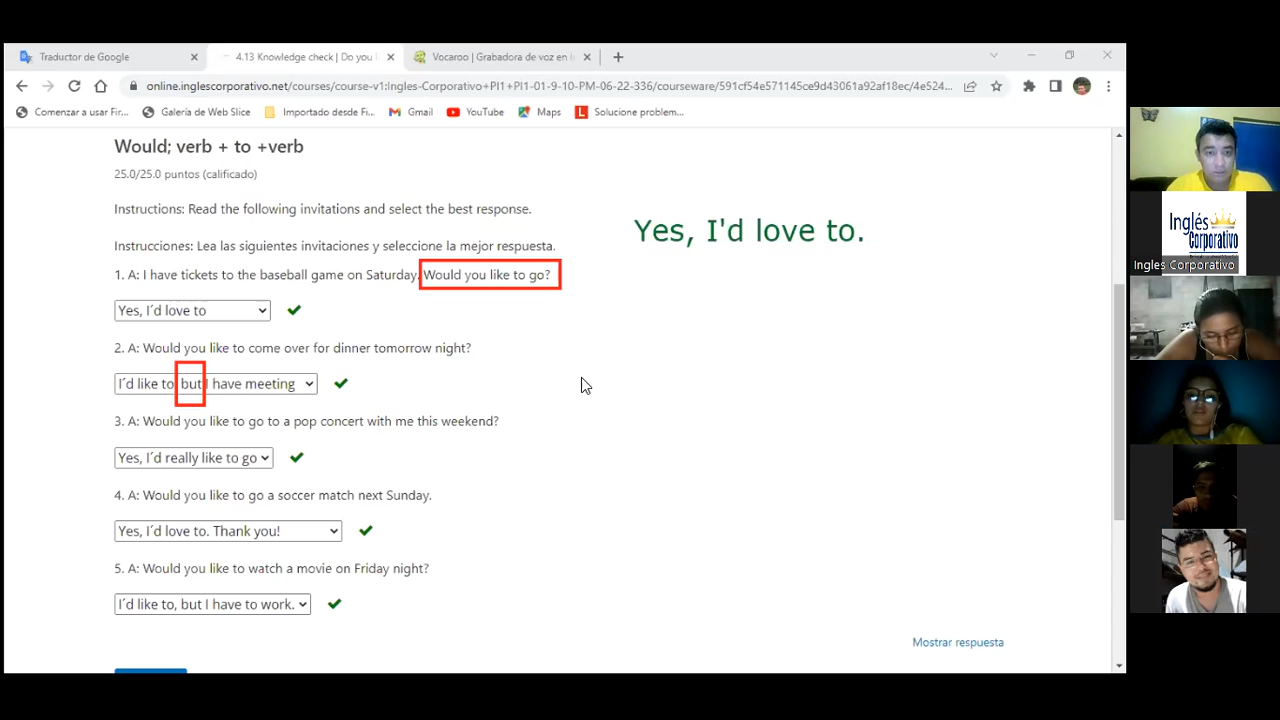 Traductor de Google
4.13 Knowledge check | Do you
Vocaroo | Grabadora de voz en
online.inglescorporativo.net/courses/course-v1:Ingles-Corporativo+PI1+PI1-01-9-10-PM-06-22-336/courseware/591cf54e571145ce9d43061a92af18ec/4e524...
Comenzar a usar Fir...
Galería de Web Slice
Importado desde Fi...
Gmail
YouTube
Maps
Solucione problem...
Would; verb + to +verb
25.0/25.0 puntos (calificado)
Instructions: Read the following invitations and select the best response.
Yes, I'd love to.
Instrucciones: Lea las siguientes invitaciones y seleccione la mejor respuesta.
1. A: I have tickets to the baseball game on Saturday. Would you like to go?
Yes, I´d love to
2. A: Would you like to come over for dinner tomorrow night?
I´d like to, but I have meeting
3. A: Would you like to go to a pop concert with me this weekend?
Yes, I´d really like to go
4. A: Would you like to go a soccer match next Sunday.
Yes, I´d love to. Thank you!
5. A: Would you like to watch a movie on Friday night?
I´d like to, but I have to work.
Mostrar respuesta
Inglés
Corporativo
Ingles Corporativo